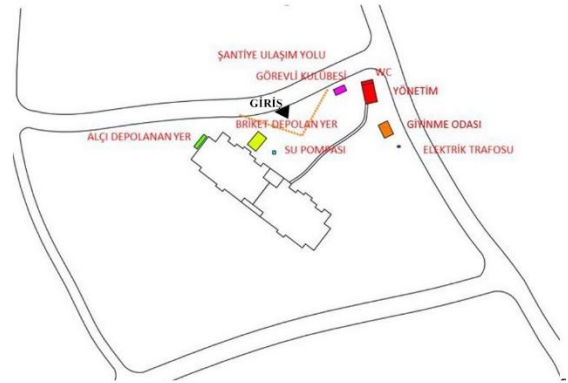 ŞANTİYE ULAŞIM YOLU
GÖREVLİ KULÜBESİ
WC
YÖNETİM
GİRİŞ
BRİKET DEPOLAN YER
GİYİNME ODASI
ALÇI DEPOLANAN YER
SU POMPASI
ELEKTRİK TRAFOSU